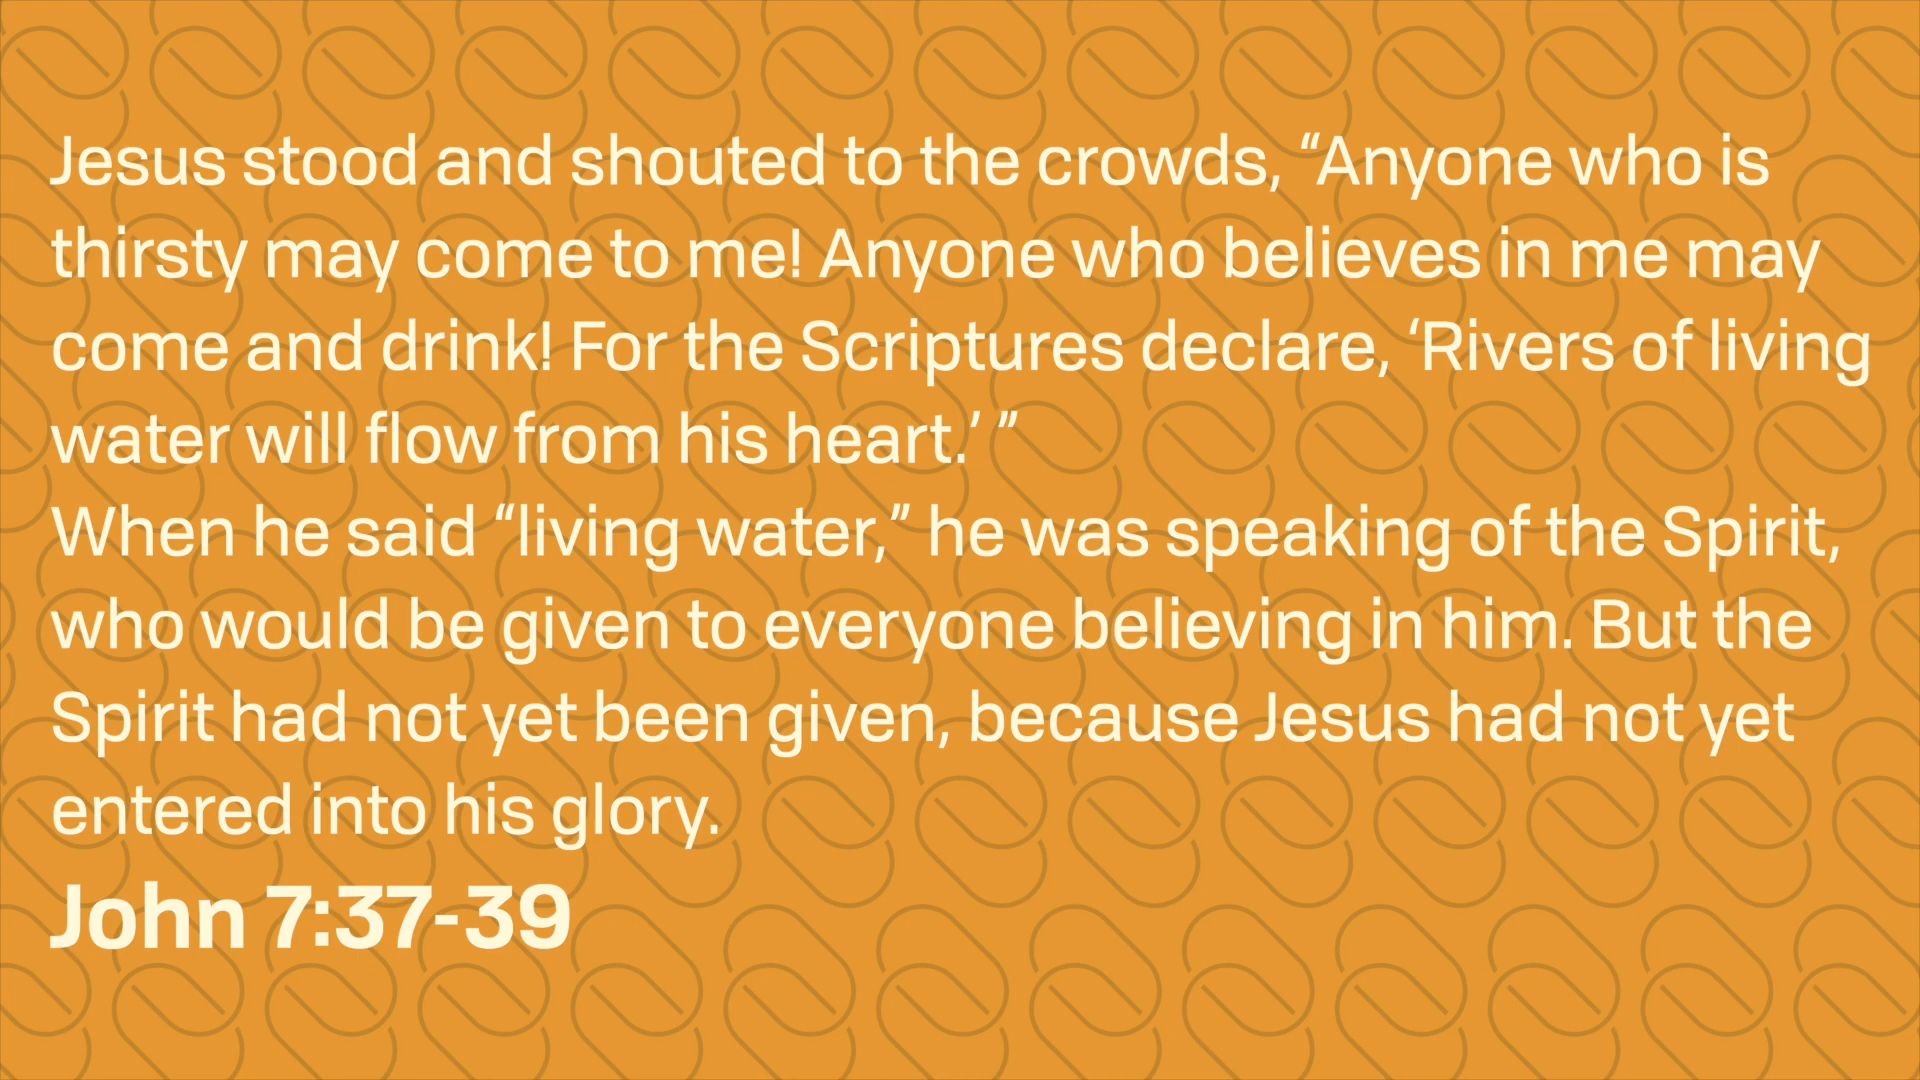 Jesus stood and shouted to the crowds, “Anyone who is
thirsty may come to me! Anyone who believes in me may
come and drink! For the Scriptures declare, ‘Rivers of living
water will flow from his heart.’ ”
When he said “living water,” he was speaking of the Spirit,
who would be given to everyone believing in him. But the
Spirit had not yet been given, because Jesus had not yet
entered into his glory.
John 7:37-39